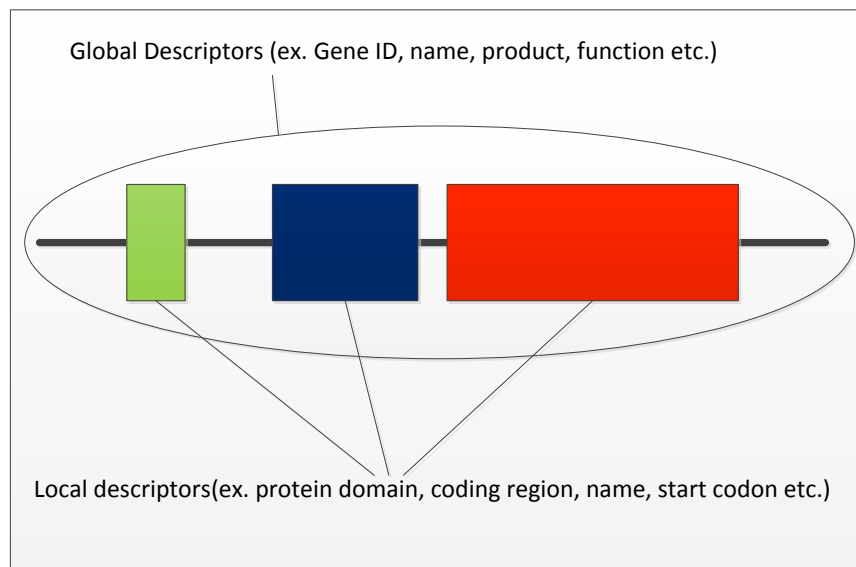 Global Descriptors (ex. Gene ID, name, product, function etc.)
Local descriptors(ex. protein domain, coding region, name, start codon etc.)